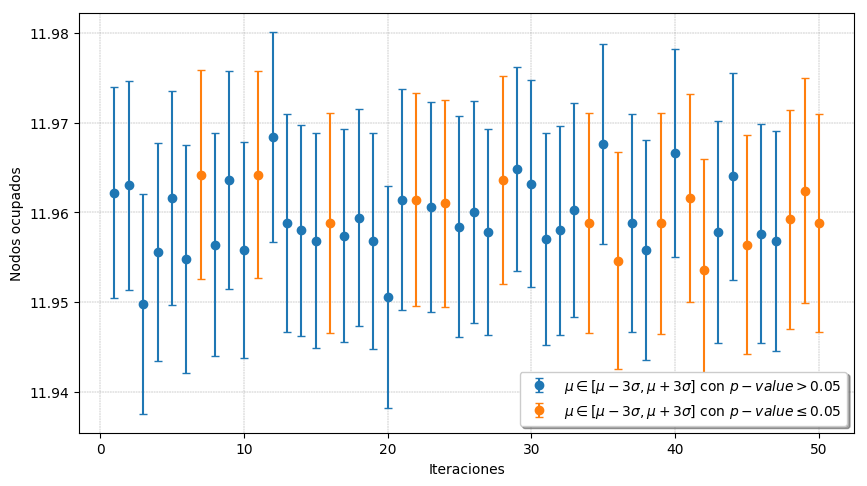 11.98
11.97
11.96
11.95
11.94
Nodos ocupados
0
10
20
30
40
50
Iteraciones
μ ∈ [μ − 3σ, μ + 3σ] con p − value > 0.05
μ ∈ [μ − 3σ, μ + 3σ] con p − value ≤ 0.05